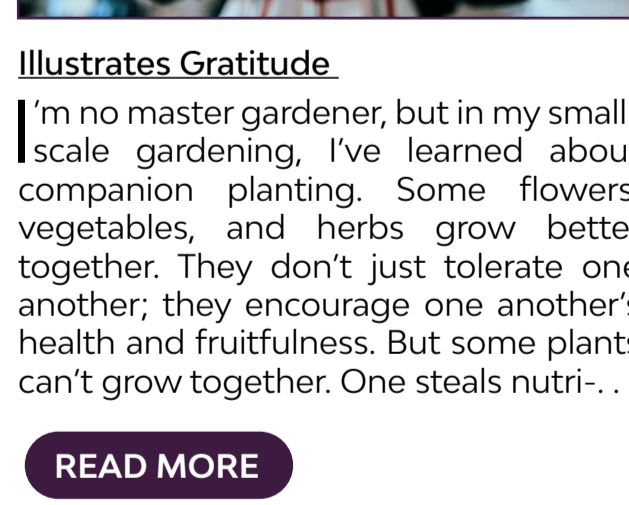 Illustrates Gratitude
I'm no master gardener, but in my small
scale gardening, I've learned abou
companion planting. Some flowers
vegetables, and herbs grow bette
together. They don't just tolerate one
another; they encourage one another's
health and fruitfulness. But some plants
can't grow together. One steals nutri-. .
READ MORE